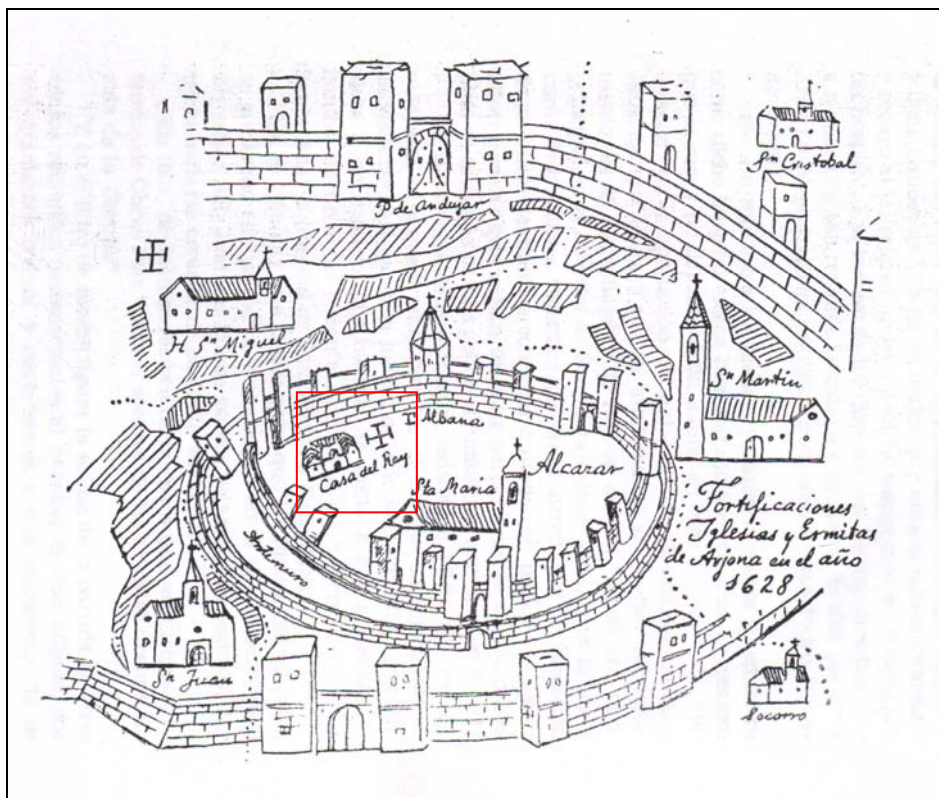 Sn Cristobal
P. de Andujar
H. Sn Miguel
Sn Martin
T. Albana
Casa del Rey
Alcazar
Sta Maria
Fortificaciones
Iglesias y Ermitas
de Arjona en el año
1628
Antemuro
Sn Juan
Socorro